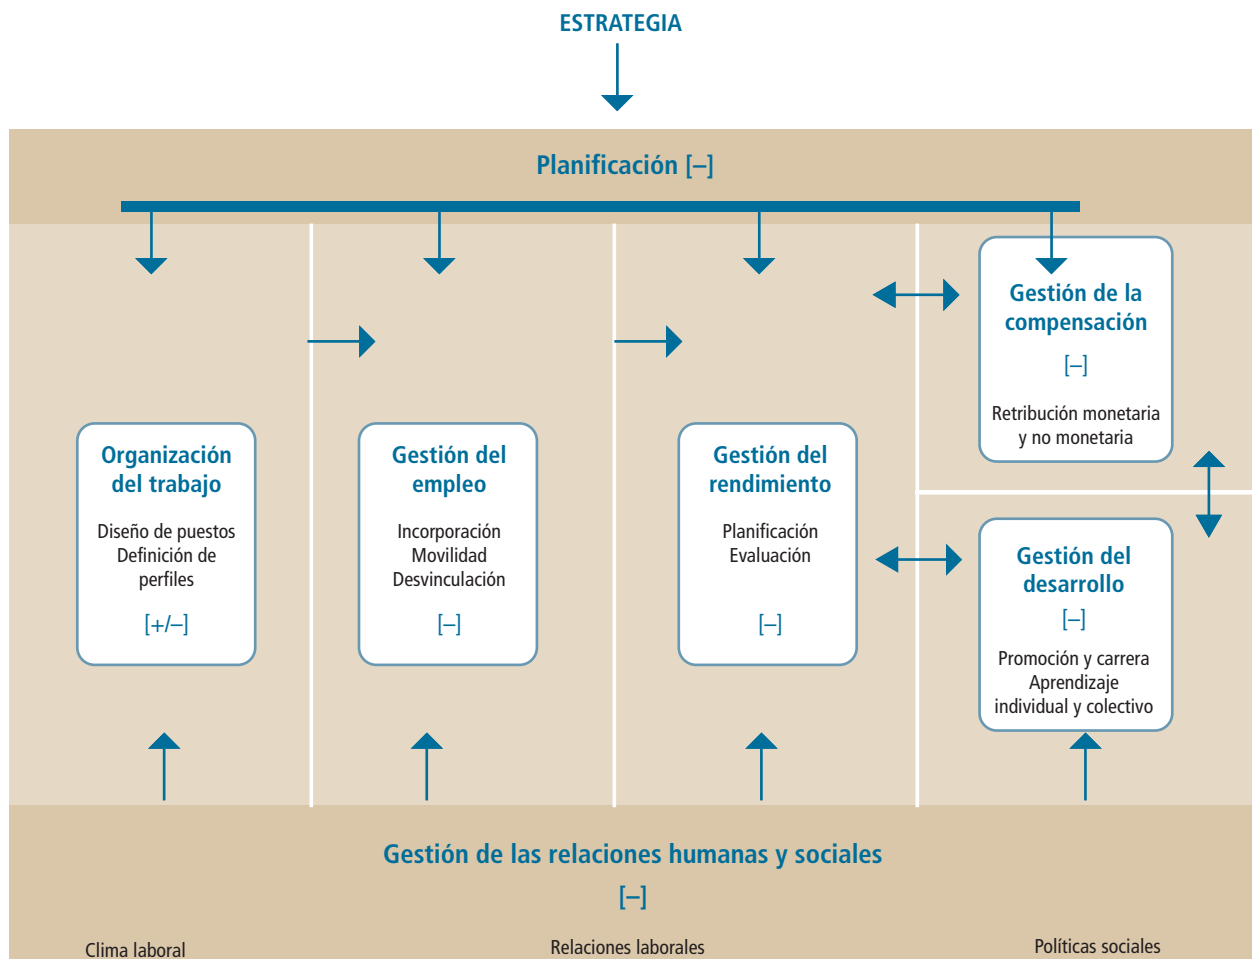 ESTRATEGIA
Planificación [–]
Organización
del trabajo
Diseño de puestos
Definición de
perfiles
[+/–]
Gestión del
empleo
Incorporación
Movilidad
Desvinculación
[–]
Gestión del
rendimiento
Planificación
Evaluación
[–]
Gestión de la
compensación
[–]
Retribución monetaria
y no monetaria
Gestión del
desarrollo
[–]
Promoción y carrera
Aprendizaje
individual y colectivo
Gestión de las relaciones humanas y sociales
[–]
Clima laboral
Relaciones laborales
Políticas sociales